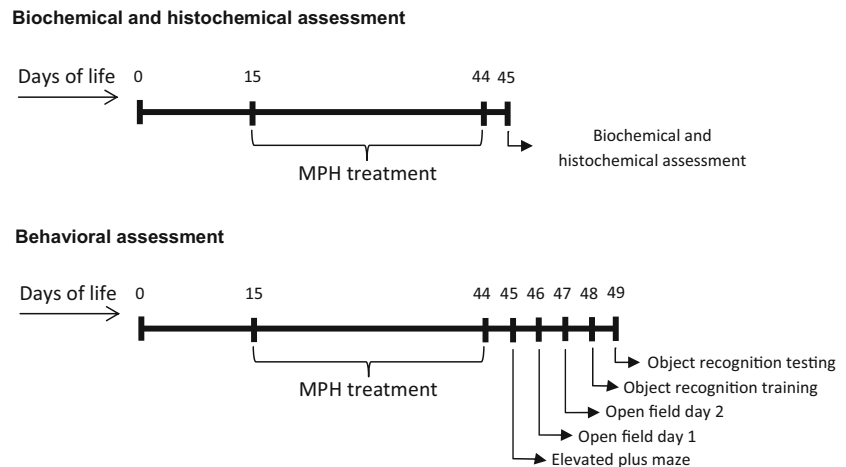 Biochemical and histochemical assessment
Days of life 0 15 44 45
Biochemical and
histochemical assessment
MPH treatment
Behavioral assessment
Days of life 0 15 44 45 46 47 48 49
Object recognition testing
MPH treatment
Object recognition training
Open field day 2
Open field day 1
Elevated plus maze